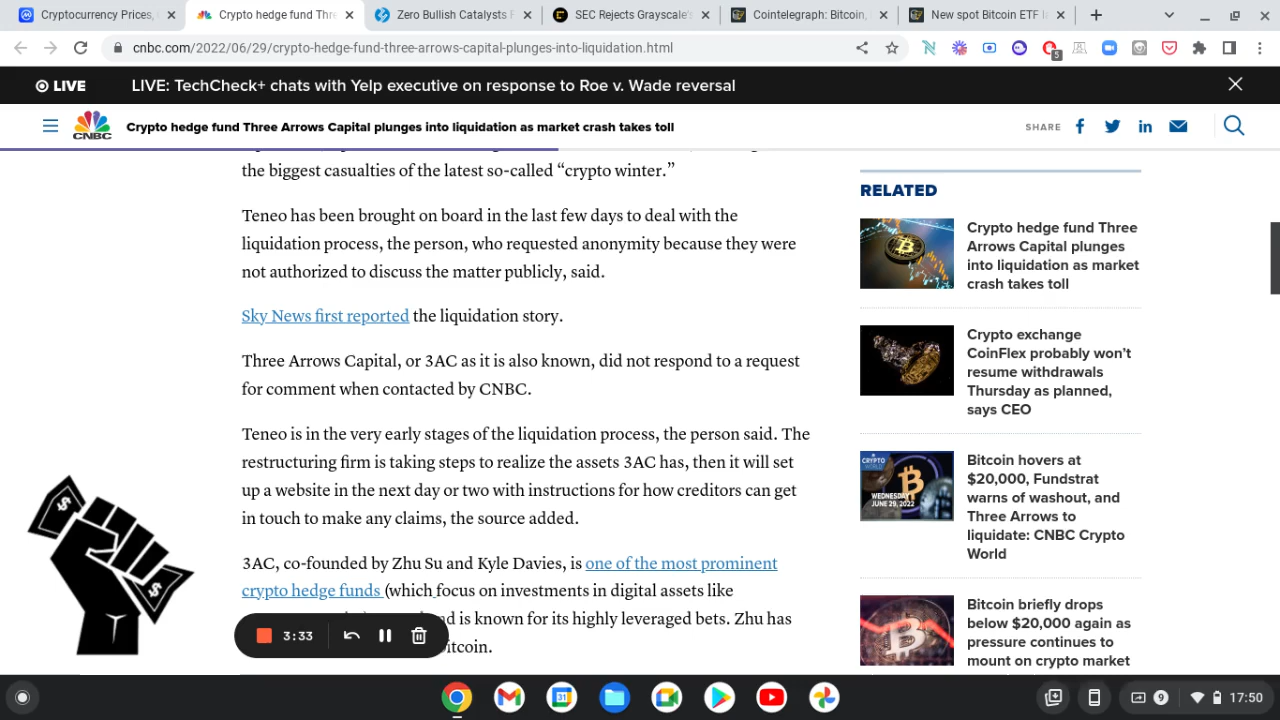 Cryptocurrency Prices,
Crypto hedge fund Thre
Zero Bullish Catalysts F
SEC Rejects Grayscale's
Cointelegraph: Bitcoin,
New spot Bitcoin ETF la
cnbc.com/2022/06/29/crypto-hedge-fund-three-arrows-capital-plunges-into-liquidation.html
5
LIVE
LIVE: TechCheck+ chats with Yelp executive on response to Roe v. Wade reversal
CNBC
Crypto hedge fund Three Arrows Capital plunges into liquidation as market crash takes toll
SHARE
the biggest casualties of the latest so-called “crypto winter.”
Teneo has been brought on board in the last few days to deal with the
liquidation process, the person, who requested anonymity because they were
not authorized to discuss the matter publicly, said.
Sky News first reported the liquidation story.
Three Arrows Capital, or 3AC as it is also known, did not respond to a request
for comment when contacted by CNBC.
Teneo is in the very early stages of the liquidation process, the person said. The
restructuring firm is taking steps to realize the assets 3AC has, then it will set
up a website in the next day or two with instructions for how creditors can get
in touch to make any claims, the source added.
3AC, co-founded by Zhu Su and Kyle Davies, is one of the most prominent
crypto hedge funds (which focus on investments in digital assets like
is known for its highly leveraged bets. Zhu has
itcoin.
$
$
3:33
RELATED
Crypto hedge fund Three
Arrows Capital plunges
into liquidation as market
crash takes toll
Crypto exchange
CoinFlex probably won’t
resume withdrawals
Thursday as planned,
says CEO
CRYPTO
WEDNESDAY
JUNE 29, 2022
Bitcoin hovers at
$20,000, Fundstrat
warns of washout, and
Three Arrows to
liquidate: CNBC Crypto
World
Bitcoin briefly drops
below $20,000 again as
pressure continues to
mount on crypto market
31
9
17:50